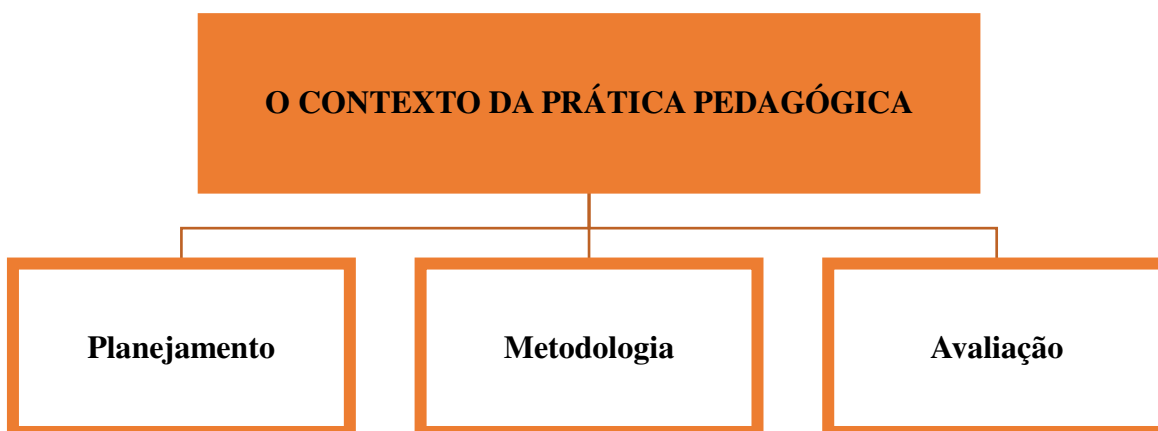 O CONTEXTO DA PRÁTICA PEDAGÓGICA
Planejamento
Metodologia
Avaliação